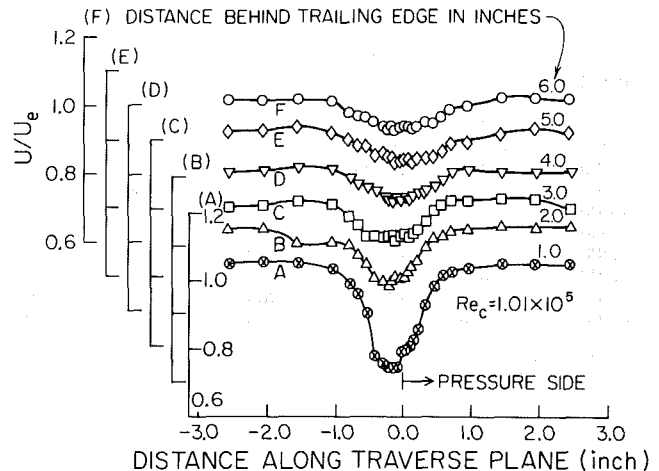 (F) DISTANCE BEHIND TRAILING EDGE IN INCHES
1.2
(E)
(D)
6.0
1.0
F
(C)
5.0
E
U/Ue
(B)
4.0
0.8
D
(A)
3.0
1.2
C
2.0
0.6
B
1.0
A
1.0
Rec=1.01×10⁵
0.8
PRESSURE SIDE
0.6
-3.0 -2.0 -1.0 0.0 1.0 2.0 3.0
DISTANCE ALONG TRAVERSE PLANE (inch)